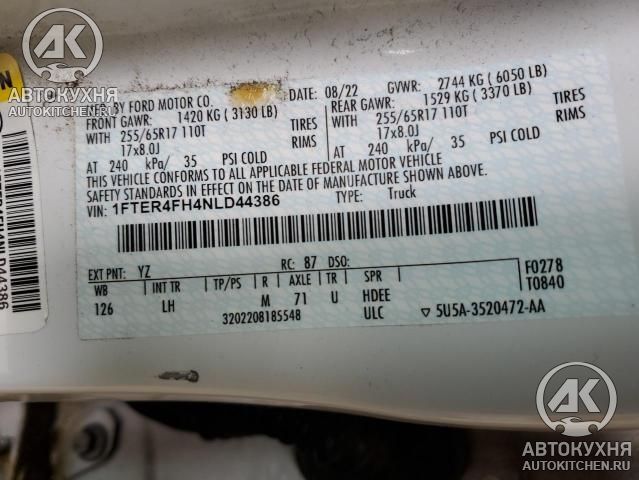 AK
АВТОКУХНЯ
AUTOKITCHEN.RU
BY FORD MOTOR CO.
DATE: 08/22 GVWR: 2744 KG (6050 LB)
FRONT GAWR: 1420 KG (3130 LB)
REAR GAWR: 1529 KG (3370 LB)
WITH 255/65R17 110T TIRES
WITH 255/65R17 110T TIRES
17x8.0J RIMS
17x8.0J RIMS
AT 240 kPa/ 35 PSI COLD
AT 240 kPa/ 35 PSI COLD
THIS VEHICLE CONFORMS TO ALL APPLICABLE FEDERAL MOTOR VEHICLE
SAFETY STANDARDS IN EFFECT ON THE DATE OF MANUFACTURE SHOWN ABOVE.
VIN: 1FTER4FH4NLD44386
TYPE: Truck
EXT PNT: YZ RC: 87 DSO: F0278
WB INT TR TP/PS R AXLE TR SPR T0840
126 LH M 71 U HDEE
3202208185548 ULC ▽ 5U5A-3520472-AA
AK
АВТОКУХНЯ
AUTOKITCHEN.RU